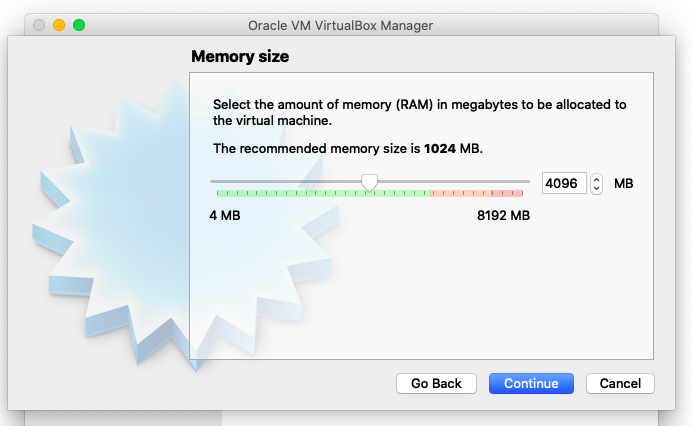 Oracle VM VirtualBox Manager
Memory size
Select the amount of memory (RAM) in megabytes to be allocated to
the virtual machine.
The recommended memory size is 1024 MB.
4096 MB
4 MB 8192 MB
Go Back Continue Cancel